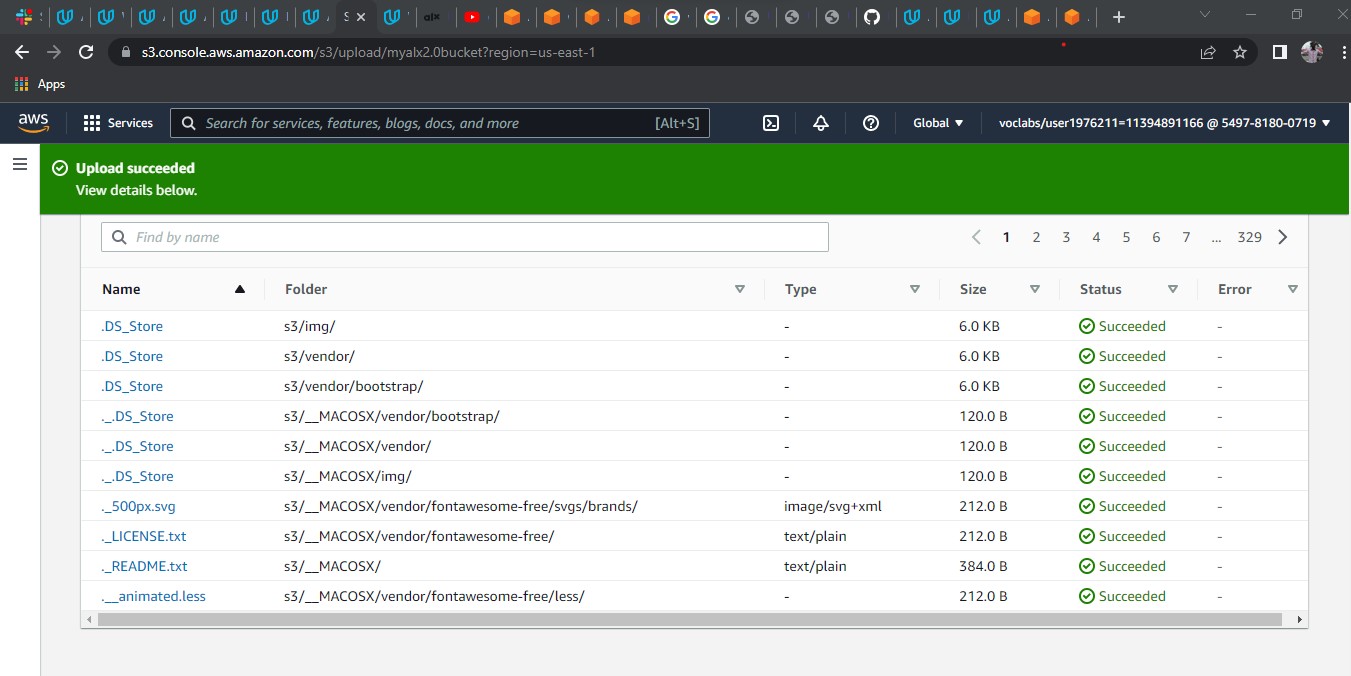 s3.console.aws.amazon.com/s3/upload/myalx2.0bucket?region=us-east-1
Apps
aws Services Search for services, features, blogs, docs, and more [Alt+S] Global voclabs/user1976211=11394891166 @ 5497-8180-0719
Upload succeeded
View details below.
Find by name 1 2 3 4 5 6 7 ... 329
Name Folder Type Size Status Error
.DS_Store s3/img/ - 6.0 KB Succeeded -
.DS_Store s3/vendor/ - 6.0 KB Succeeded -
.DS_Store s3/vendor/bootstrap/ - 6.0 KB Succeeded -
._.DS_Store s3/__MACOSX/vendor/bootstrap/ - 120.0 B Succeeded -
._.DS_Store s3/__MACOSX/vendor/ - 120.0 B Succeeded -
._.DS_Store s3/__MACOSX/img/ - 120.0 B Succeeded -
._500px.svg s3/__MACOSX/vendor/fontawesome-free/svgs/brands/ image/svg+xml 212.0 B Succeeded -
._LICENSE.txt s3/__MACOSX/vendor/fontawesome-free/ text/plain 212.0 B Succeeded -
._README.txt s3/__MACOSX/ text/plain 384.0 B Succeeded -
.__animated.less s3/__MACOSX/vendor/fontawesome-free/less/ - 212.0 B Succeeded -